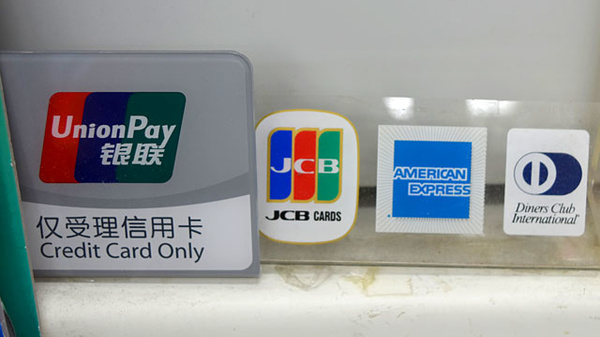 UnionPay
银联
仅受理信用卡
Credit Card Only
JCB
JCB CARDS
AMERICAN
EXPRESS
Diners Club
International